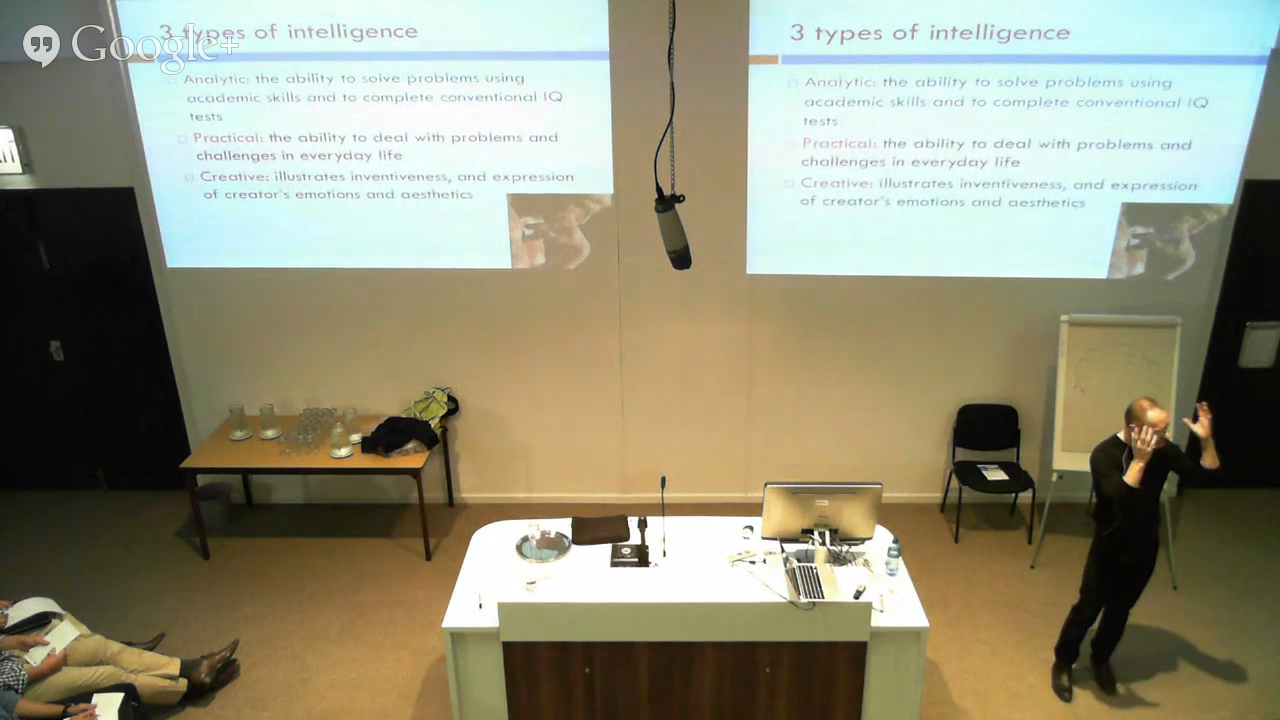 Google+
3 types of intelligence
Analytic: the ability to solve problems using
academic skills and to complete conventional IQ
tests
Practical: the ability to deal with problems and
challenges in everyday life
Creative: illustrates inventiveness, and expression
of creator's emotions and aesthetics
3 types of intelligence
Analytic: the ability to solve problems using
academic skills and to complete conventional IQ
tests
Practical: the ability to deal with problems and
challenges in everyday life
Creative: illustrates inventiveness, and expression
of creator's emotions and aesthetics